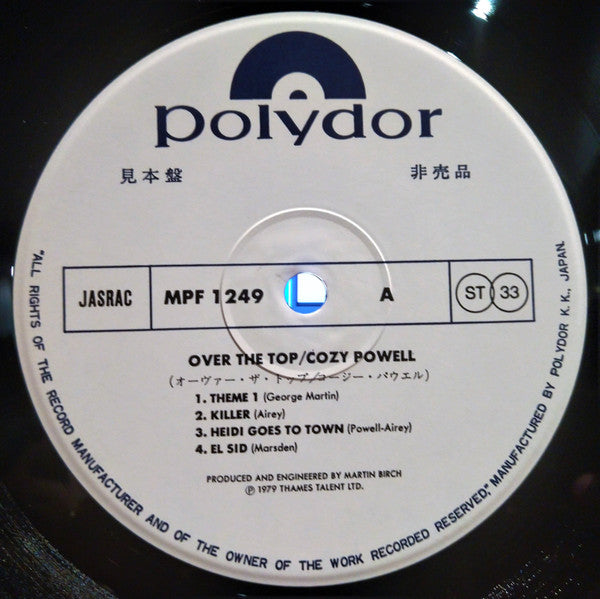 polydor
見本盤 非売品
JASRAC MPF 1249 A ST 33
OVER THE TOP/COZY POWELL
(オーヴァー・ザ・トップ/コージー・パウエル)
1. THEME 1 (George Martin)
2. KILLER (Airey)
3. HEIDI GOES TO TOWN (Powell-Airey)
4. EL SID (Marsden)
PRODUCED AND ENGINEERED BY MARTIN BIRCH
Ⓟ 1979 THAMES TALENT LTD.
"ALL RIGHTS OF THE RECORD MANUFACTURER AND OF THE OWNER OF THE WORK RECORDED RESERVED," MANUFACTURED BY POLYDOR K.K., JAPAN.